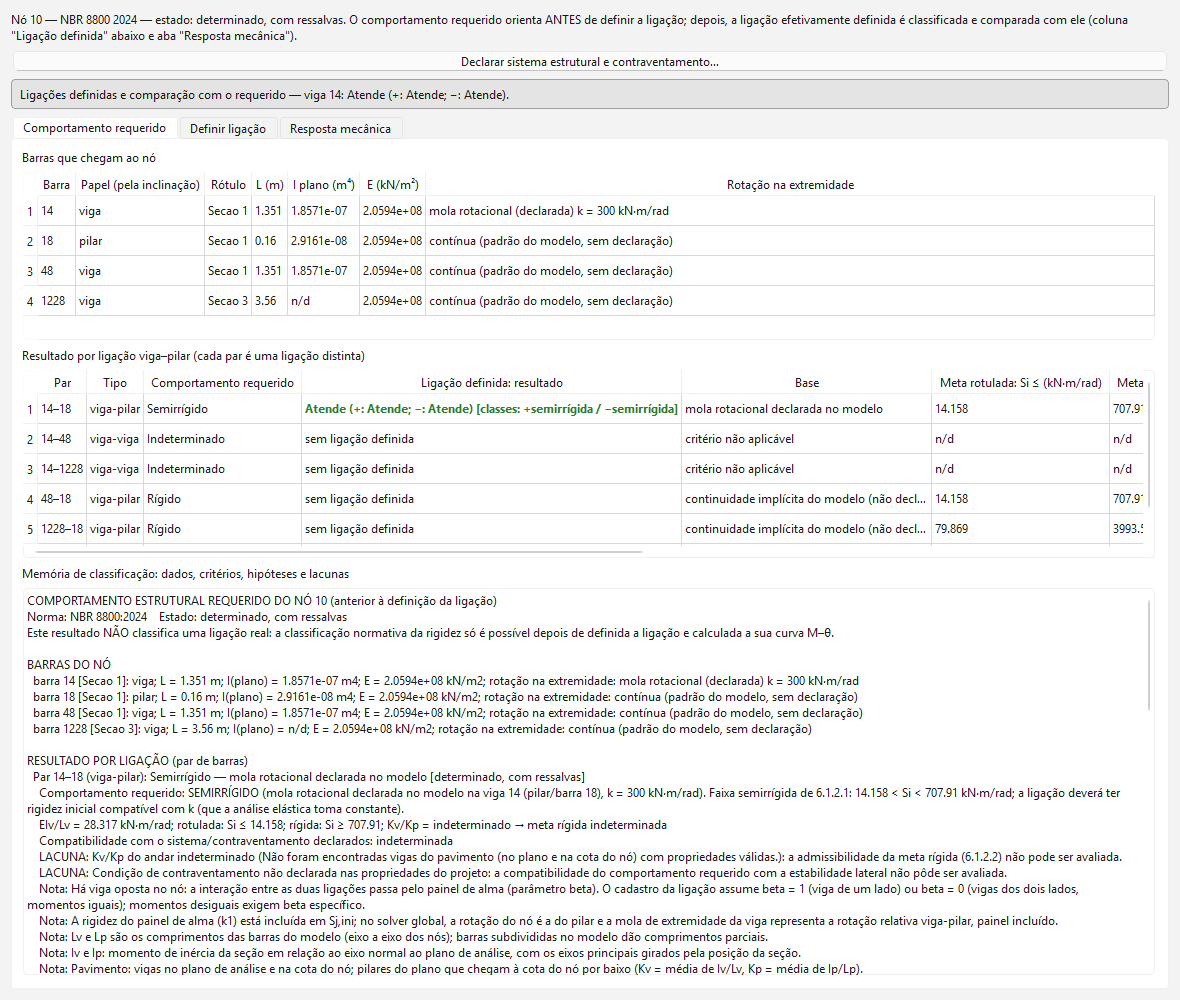 Nó 10 — NBR 8800 2024 — estado: determinado, com ressalvas. O comportamento requerido orienta ANTES de definir a ligação; depois, a ligação efetivamente definida é classificada e comparada com ele (coluna
"Ligação definida" abaixo e aba "Resposta mecânica").
Declarar sistema estrutural e contraventamento...
Ligações definidas e comparação com o requerido — viga 14: Atende (+: Atende; −: Atende).
Comportamento requerido Definir ligação Resposta mecânica
Barras que chegam ao nó
Barra Papel (pela inclinação) Rótulo L (m) I plano (m⁴) E (kN/m²) Rotação na extremidade
1 14 viga Secao 1 1.351 1.8571e-07 2.0594e+08 mola rotacional (declarada) k = 300 kN·m/rad
2 18 pilar Secao 1 0.16 2.9161e-08 2.0594e+08 contínua (padrão do modelo, sem declaração)
3 48 viga Secao 1 1.351 1.8571e-07 2.0594e+08 contínua (padrão do modelo, sem declaração)
4 1228 viga Secao 3 3.56 n/d 2.0594e+08 contínua (padrão do modelo, sem declaração)
Resultado por ligação viga–pilar (cada par é uma ligação distinta)
Par Tipo Comportamento requerido Ligação definida: resultado Base Meta rotulada: Si ≤ (kN·m/rad) Meta
1 14–18 viga-pilar Semirrígido Atende (+: Atende; −: Atende) [classes: +semirrígida / −semirrígida] mola rotacional declarada no modelo 14.158 707.91
2 14–48 viga-viga Indeterminado sem ligação definida critério não aplicável n/d n/d
3 14–1228 viga-viga Indeterminado sem ligação definida critério não aplicável n/d n/d
4 48–18 viga-pilar Rígido sem ligação definida continuidade implícita do modelo (não decl... 14.158 707.91
5 1228–18 viga-pilar Rígido sem ligação definida continuidade implícita do modelo (não decl... 79.869 3993.5
Memória de classificação: dados, critérios, hipóteses e lacunas
COMPORTAMENTO ESTRUTURAL REQUERIDO DO NÓ 10 (anterior à definição da ligação)
Norma: NBR 8800:2024 Estado: determinado, com ressalvas
Este resultado NÃO classifica uma ligação real: a classificação normativa da rigidez só é possível depois de definida a ligação e calculada a sua curva M–θ.
BARRAS DO NÓ
barra 14 [Secao 1]: viga; L = 1.351 m; I(plano) = 1.8571e-07 m4; E = 2.0594e+08 kN/m2; rotação na extremidade: mola rotacional (declarada) k = 300 kN·m/rad
barra 18 [Secao 1]: pilar; L = 0.16 m; I(plano) = 2.9161e-08 m4; E = 2.0594e+08 kN/m2; rotação na extremidade: contínua (padrão do modelo, sem declaração)
barra 48 [Secao 1]: viga; L = 1.351 m; I(plano) = 1.8571e-07 m4; E = 2.0594e+08 kN/m2; rotação na extremidade: contínua (padrão do modelo, sem declaração)
barra 1228 [Secao 3]: viga; L = 3.56 m; I(plano) = n/d; E = 2.0594e+08 kN/m2; rotação na extremidade: contínua (padrão do modelo, sem declaração)
RESULTADO POR LIGAÇÃO (par de barras)
Par 14–18 (viga-pilar): Semirrígido — mola rotacional declarada no modelo [determinado, com ressalvas]
Comportamento requerido: SEMIRRÍGIDO (mola rotacional declarada no modelo na viga 14 (pilar/barra 18), k = 300 kN·m/rad). Faixa semirrígida de 6.1.2.1: 14.158 < Si < 707.91 kN·m/rad; a ligação deverá ter
rigidez inicial compatível com k (que a análise elástica toma constante).
EIv/Lv = 28.317 kN·m/rad; rotulada: Si ≤ 14.158; rígida: Si ≥ 707.91; Kv/Kp = indeterminado → meta rígida indeterminada
Compatibilidade com o sistema/contraventamento declarados: indeterminada
LACUNA: Kv/Kp do andar indeterminado (Não foram encontradas vigas do pavimento (no plano e na cota do nó) com propriedades válidas.): a admissibilidade da meta rígida (6.1.2.2) não pode ser avaliada.
LACUNA: Condição de contraventamento não declarada nas propriedades do projeto: a compatibilidade do comportamento requerido com a estabilidade lateral não pôde ser avaliada.
Nota: Há viga oposta no nó: a interação entre as duas ligações passa pelo painel de alma (parâmetro beta). O cadastro da ligação assume beta = 1 (viga de um lado) ou beta = 0 (vigas dos dois lados,
momentos iguais); momentos desiguais exigem beta específico.
Nota: A rigidez do painel de alma (k1) está incluída em Sj,ini; no solver global, a rotação do nó é a do pilar e a mola de extremidade da viga representa a rotação relativa viga-pilar, painel incluído.
Nota: Lv e Lp são os comprimentos das barras do modelo (eixo a eixo dos nós); barras subdivididas no modelo dão comprimentos parciais.
Nota: Iv e Ip: momento de inércia da seção em relação ao eixo normal ao plano de análise, com os eixos principais girados pela posição da seção.
Nota: Pavimento: vigas no plano de análise e na cota do nó; pilares do plano que chegam à cota do nó por baixo (Kv = média de Iv/Lv, Kp = média de Ip/Lp).